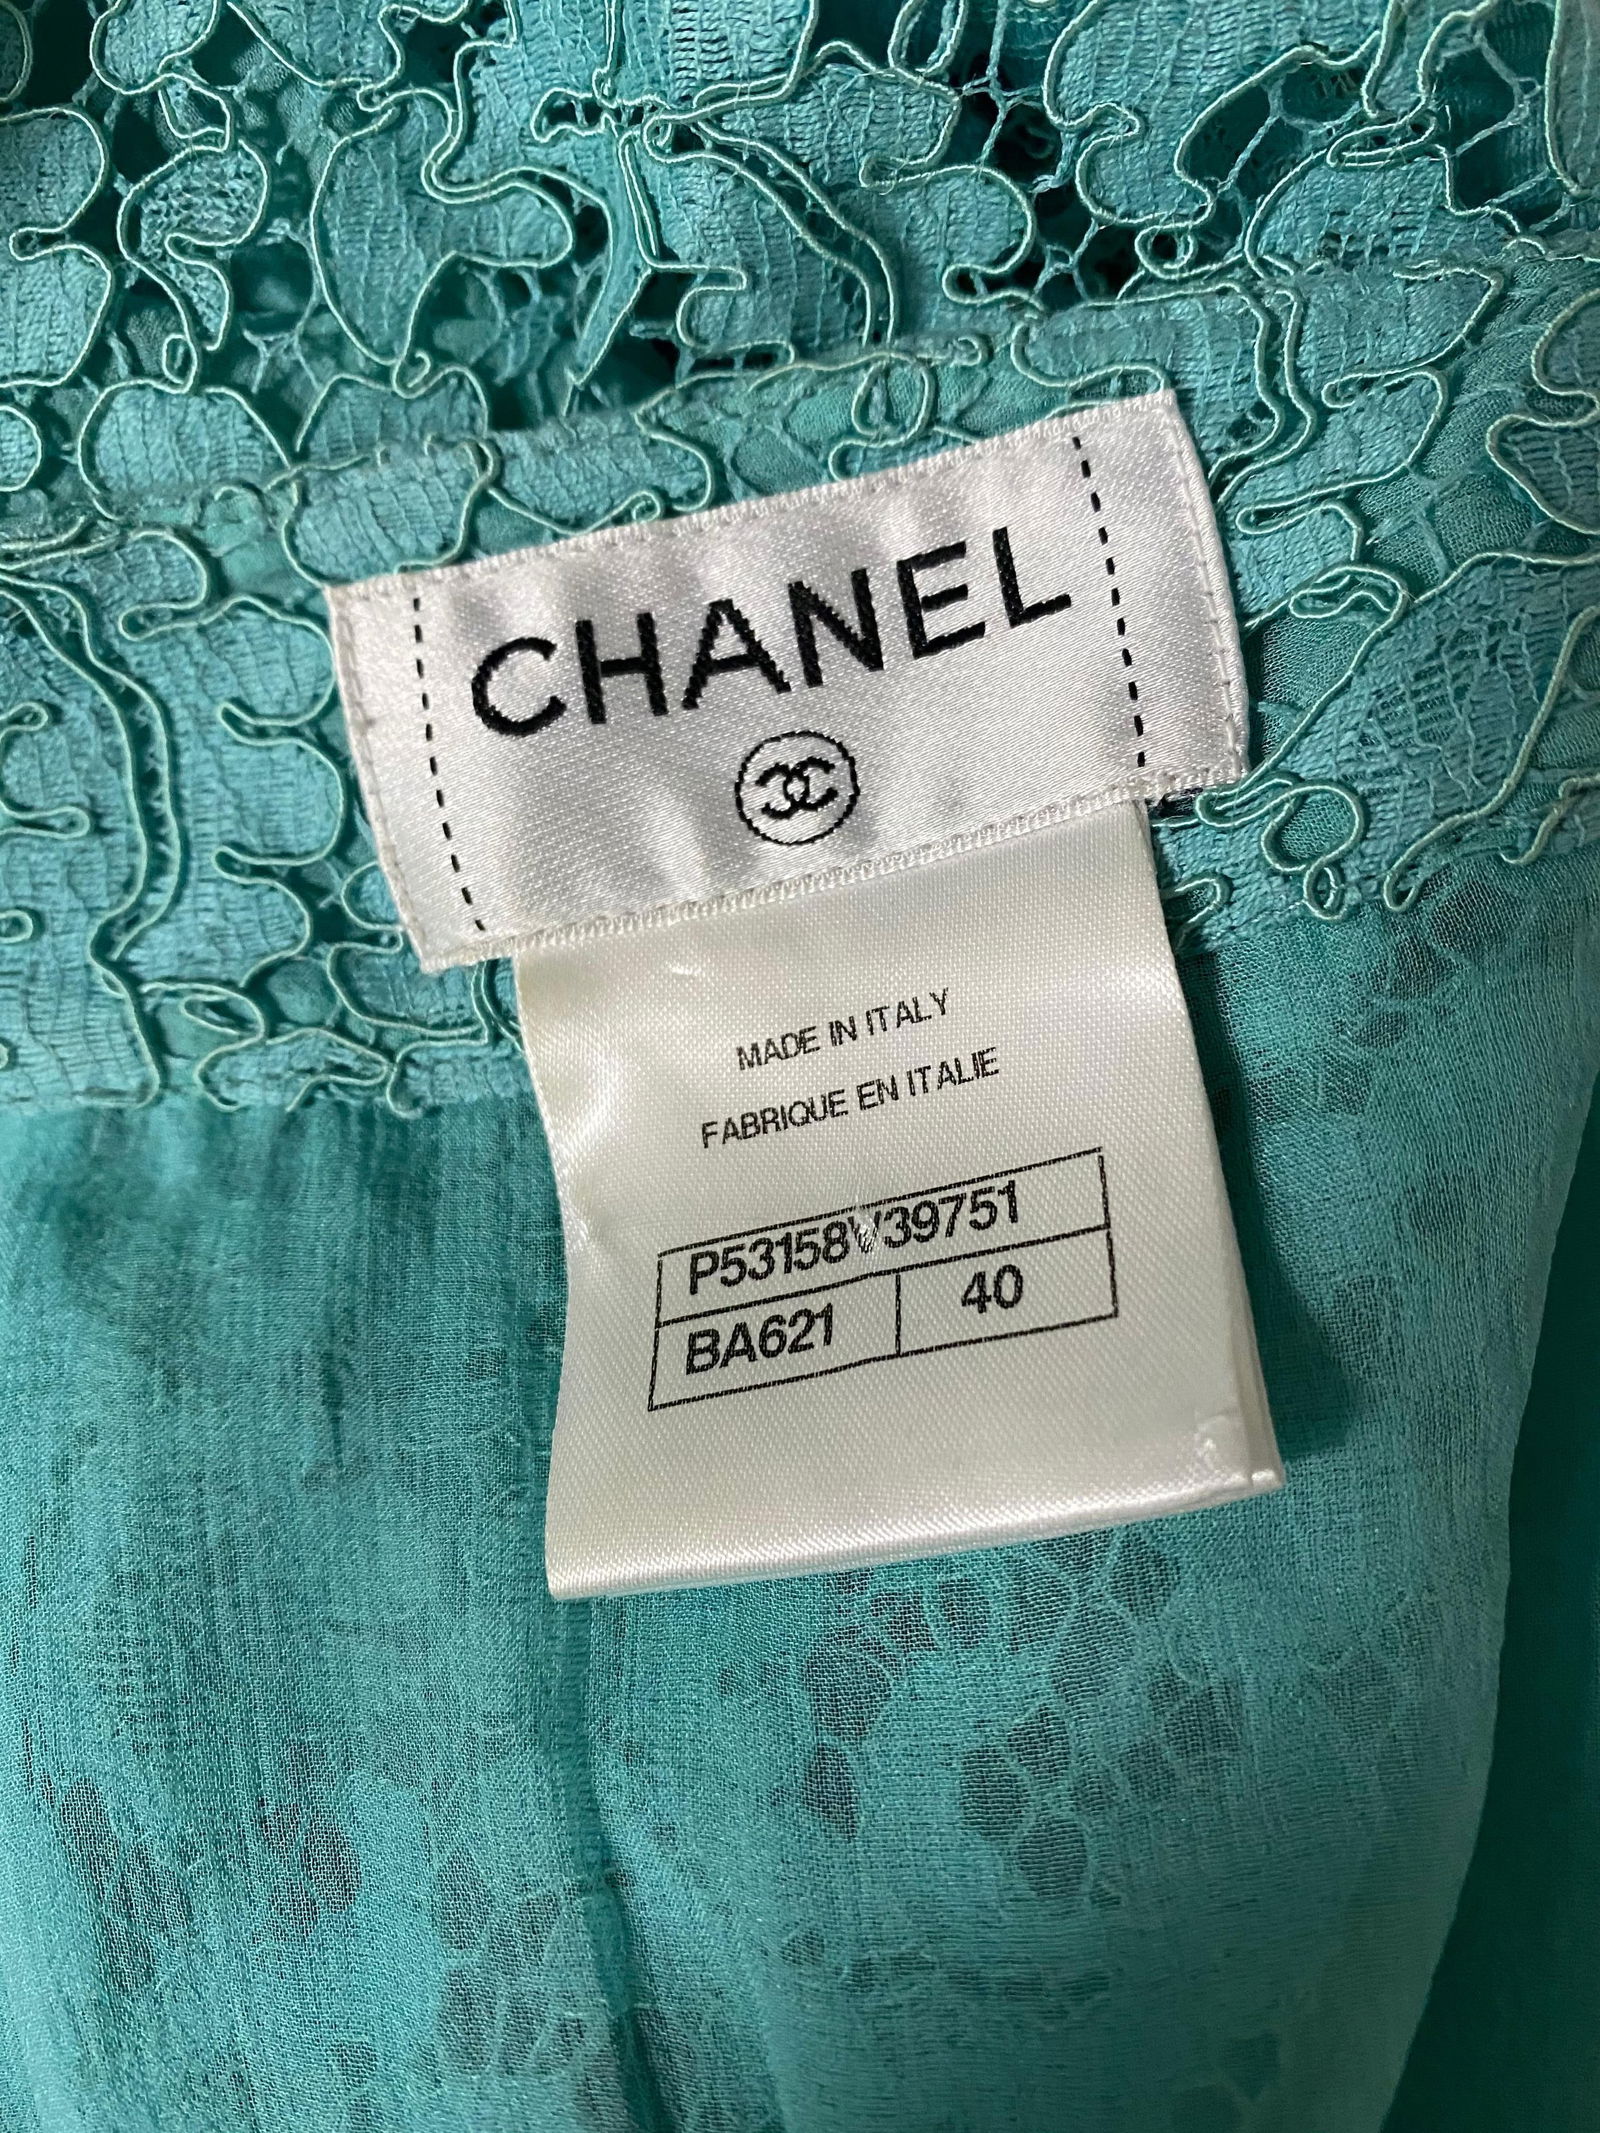 CHANEL
MADE IN ITALY
FABRIQUE EN ITALIE
P53158V39751
BA621 40